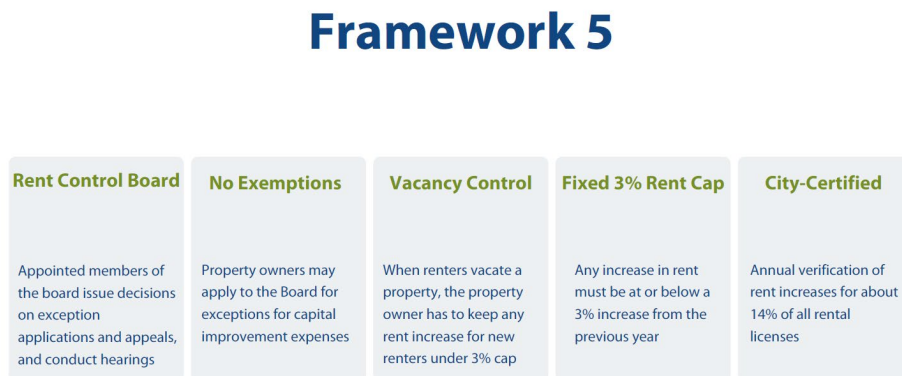 Framework 5
Rent Control Board
Appointed members of
the board issue decisions
on exception
applications and appeals,
and conduct hearings
No Exemptions
Property owners may
apply to the Board for
exceptions for capital
improvement expenses
Vacancy Control
When renters vacate a
property, the property
owner has to keep any
rent increase for new
renters under 3% cap
Fixed 3% Rent Cap
Any increase in rent
must be at or below a
3% increase from the
previous year
City-Certified
Annual verification of
rent increases for about
14% of all rental
licenses